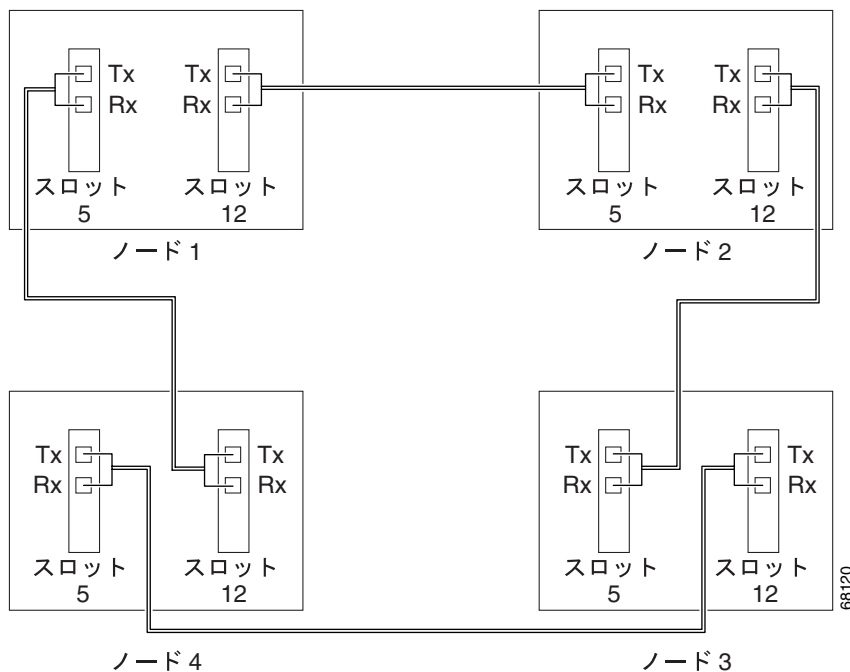 Tx Tx Tx Tx
Rx Rx Rx Rx
スロット スロット スロット スロット
5 12 5 12
ノード 1 ノード 2
Tx Tx Tx Tx
Rx Rx Rx Rx
スロット スロット スロット スロット
5 12 5 12
68120
ノード 4 ノード 3